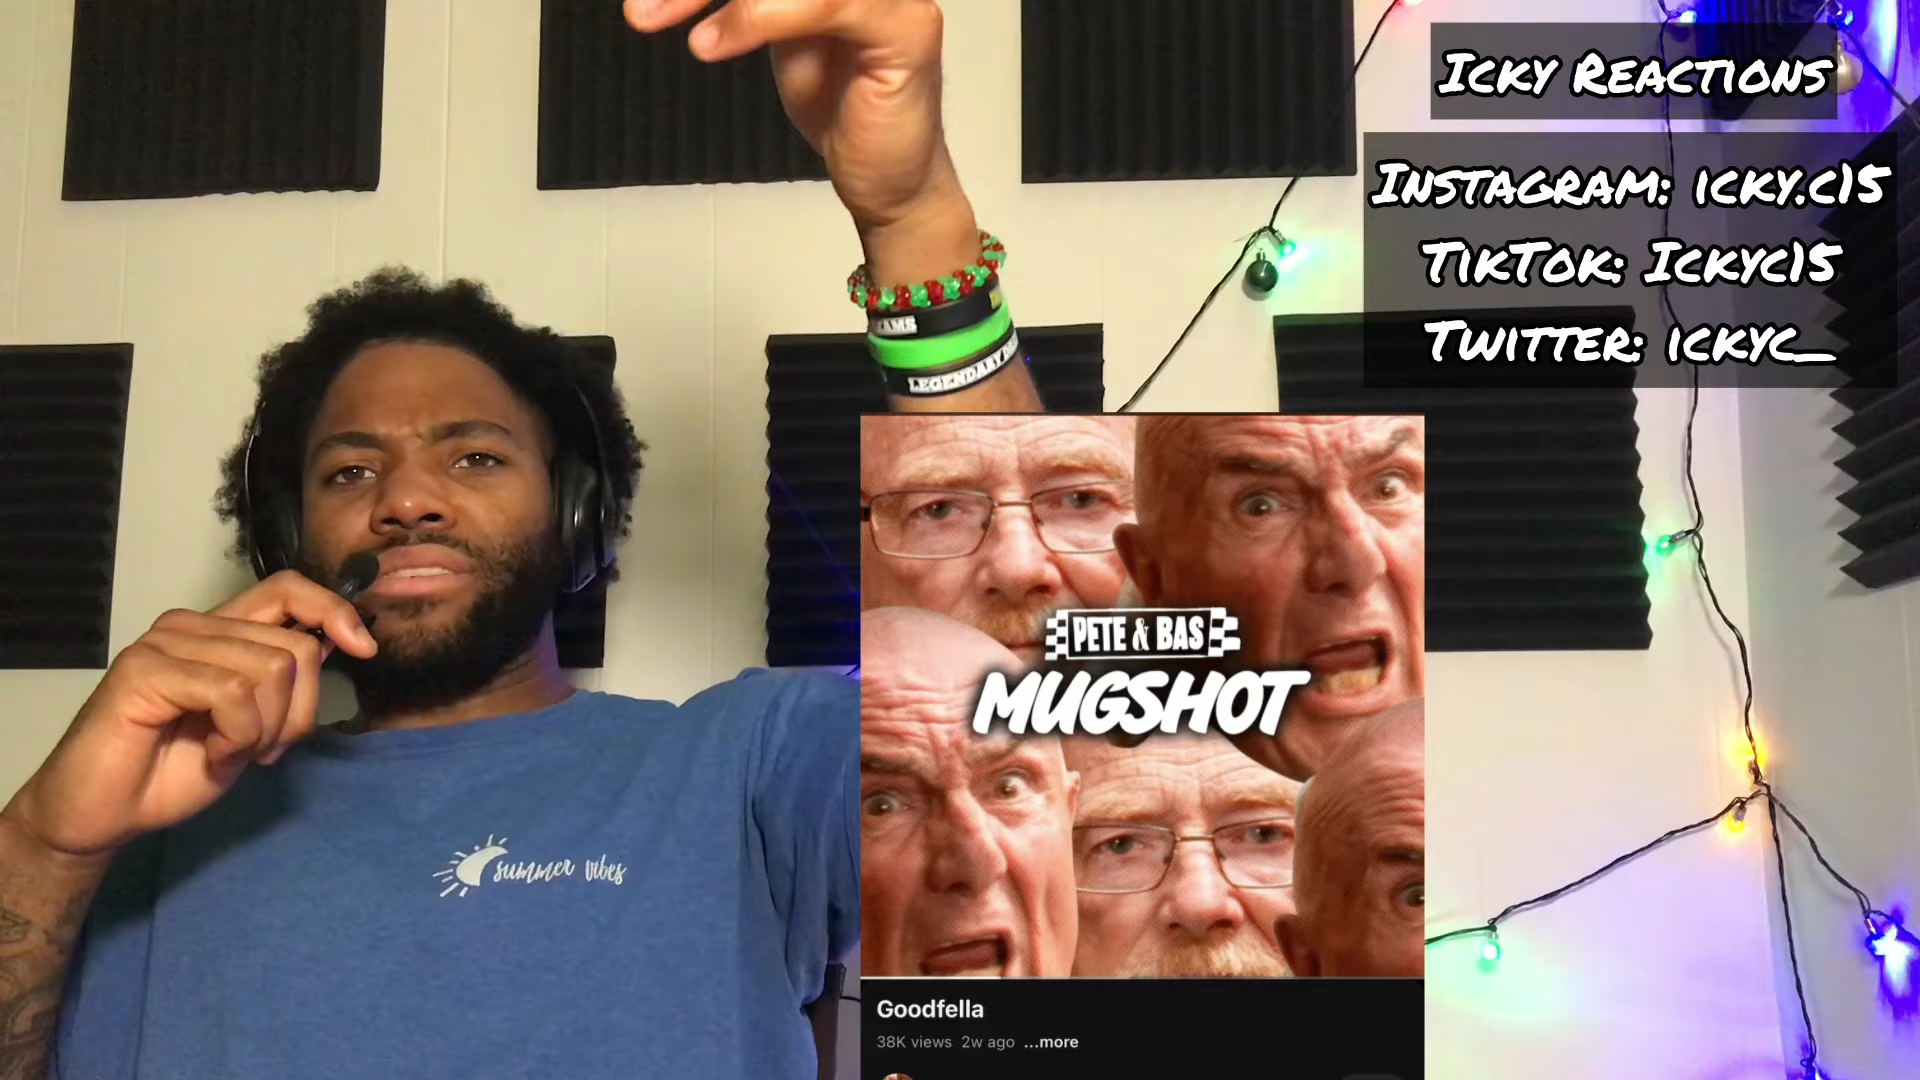 Icky Reactions
Instagram: icky.c15
TikTok: Ickyc15
Twitter: ickyc_
LEGENDARY
summer vibes
PETE & BAS
MUGSHOT
Goodfella
38K views 2w ago ...more